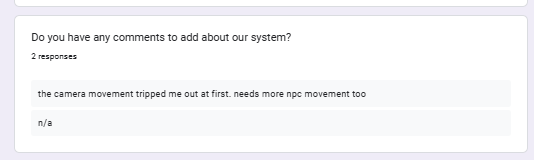 Do you have any comments to add about our system?
2 responses
the camera movement tripped me out at first. needs more npc movement too
n/a